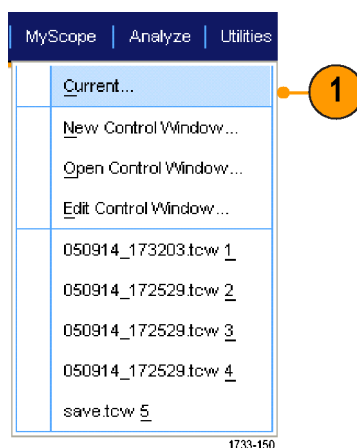 MyScope | Analyze | Utilities
Current...
1
New Control Window...
Open Control Window...
Edit Control Window...
050914_173203.tcw 1
050914_172529.tcw 2
050914_172529.tcw 3
050914_172529.tcw 4
save.tcw 5
1733-150